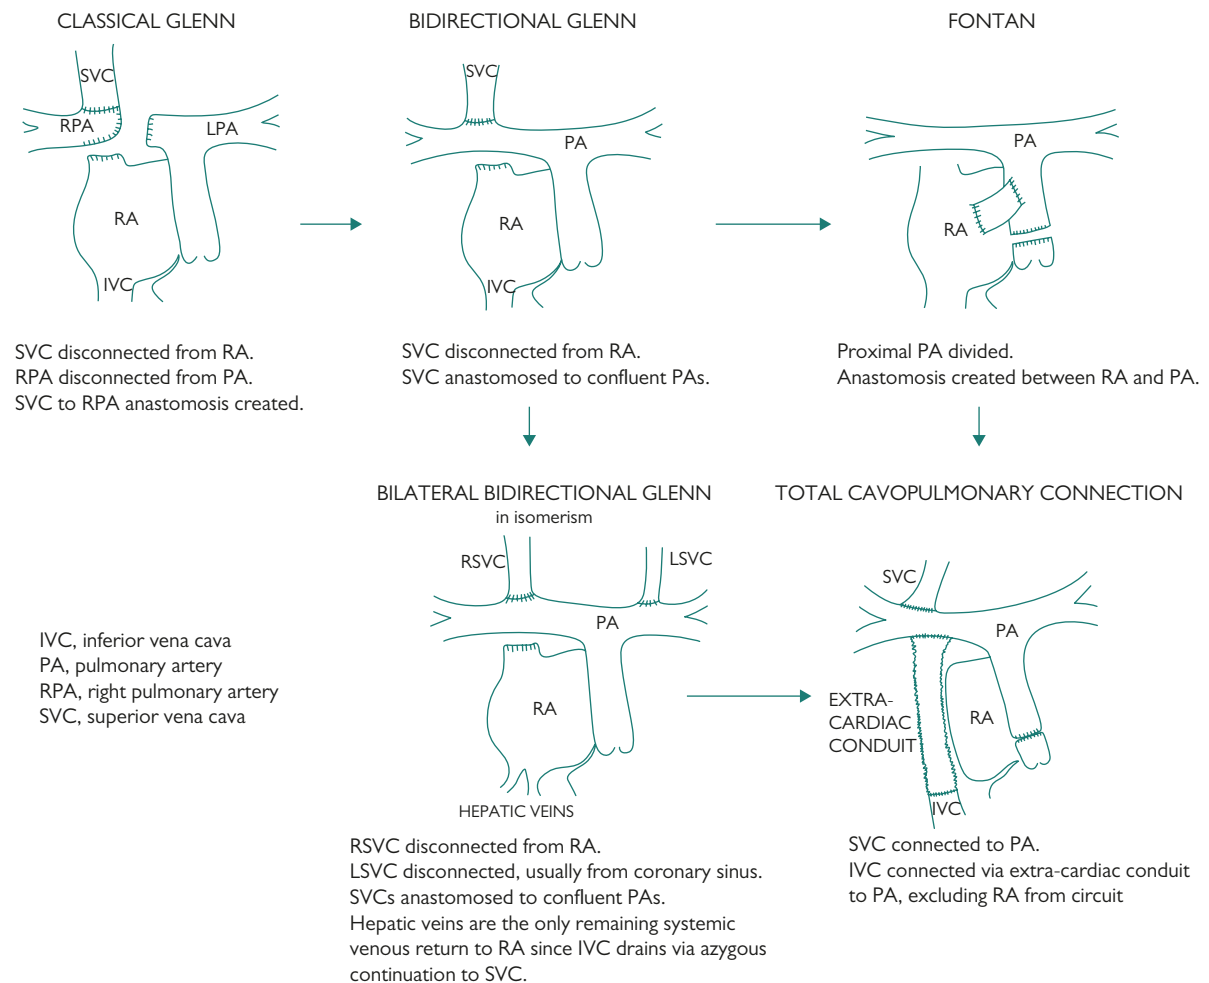 CLASSICAL GLENN
SVC
RPA
LPA
RA
IVC
SVC disconnected from RA.
RPA disconnected from PA.
SVC to RPA anastomosis created.
BIDIRECTIONAL GLENN
SVC
PA
RA
IVC
SVC disconnected from RA.
SVC anastomosed to confluent PAs.
FONTAN
PA
RA
Proximal PA divided.
Anastomosis created between RA and PA.
BILATERAL BIDIRECTIONAL GLENN
in isomerism
RSVC
LSVC
PA
RA
HEPATIC VEINS
RSVC disconnected from RA.
LSVC disconnected, usually from coronary sinus.
SVCs anastomosed to confluent PAs.
Hepatic veins are the only remaining systemic
venous return to RA since IVC drains via azygous
continuation to SVC.
TOTAL CAVOPULMONARY CONNECTION
SVC
PA
EXTRA-
CARDIAC
CONDUIT
RA
IVC
SVC connected to PA.
IVC connected via extra-cardiac conduit
to PA, excluding RA from circuit
IVC, inferior vena cava
PA, pulmonary artery
RPA, right pulmonary artery
SVC, superior vena cava